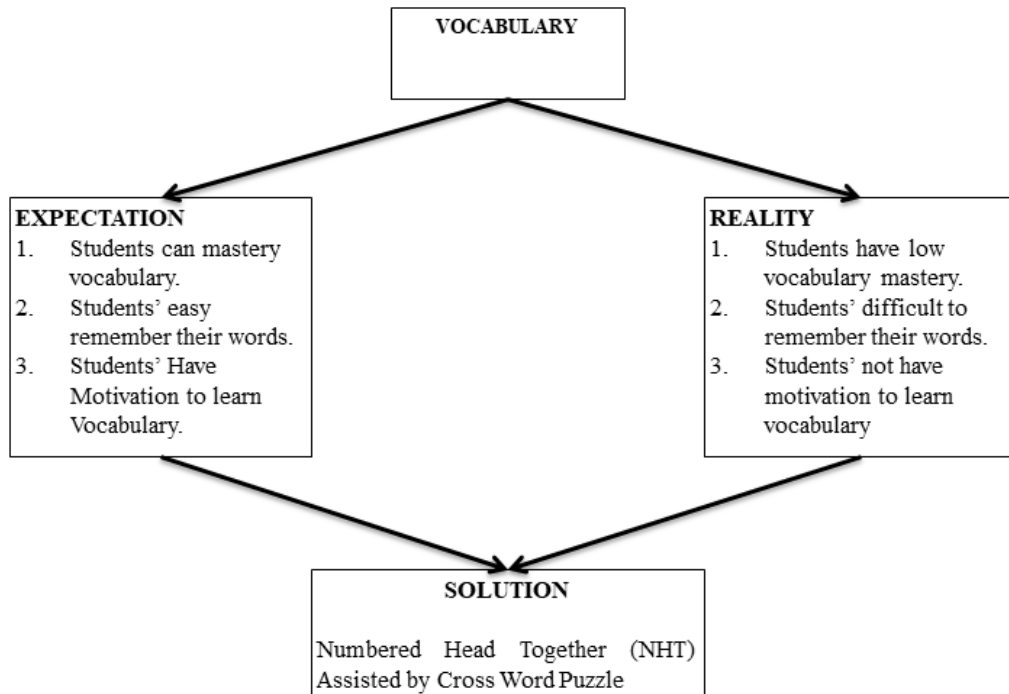 VOCABULARY
EXPECTATION
1. Students can mastery
vocabulary.
2. Students’ easy
remember their words.
3. Students’ Have
Motivation to learn
Vocabulary.
REALITY
1. Students have low
vocabulary mastery.
2. Students’ difficult to
remember their words.
3. Students’ not have
motivation to learn
vocabulary
SOLUTION
Numbered Head Together (NHT)
Assisted by Cross Word Puzzle